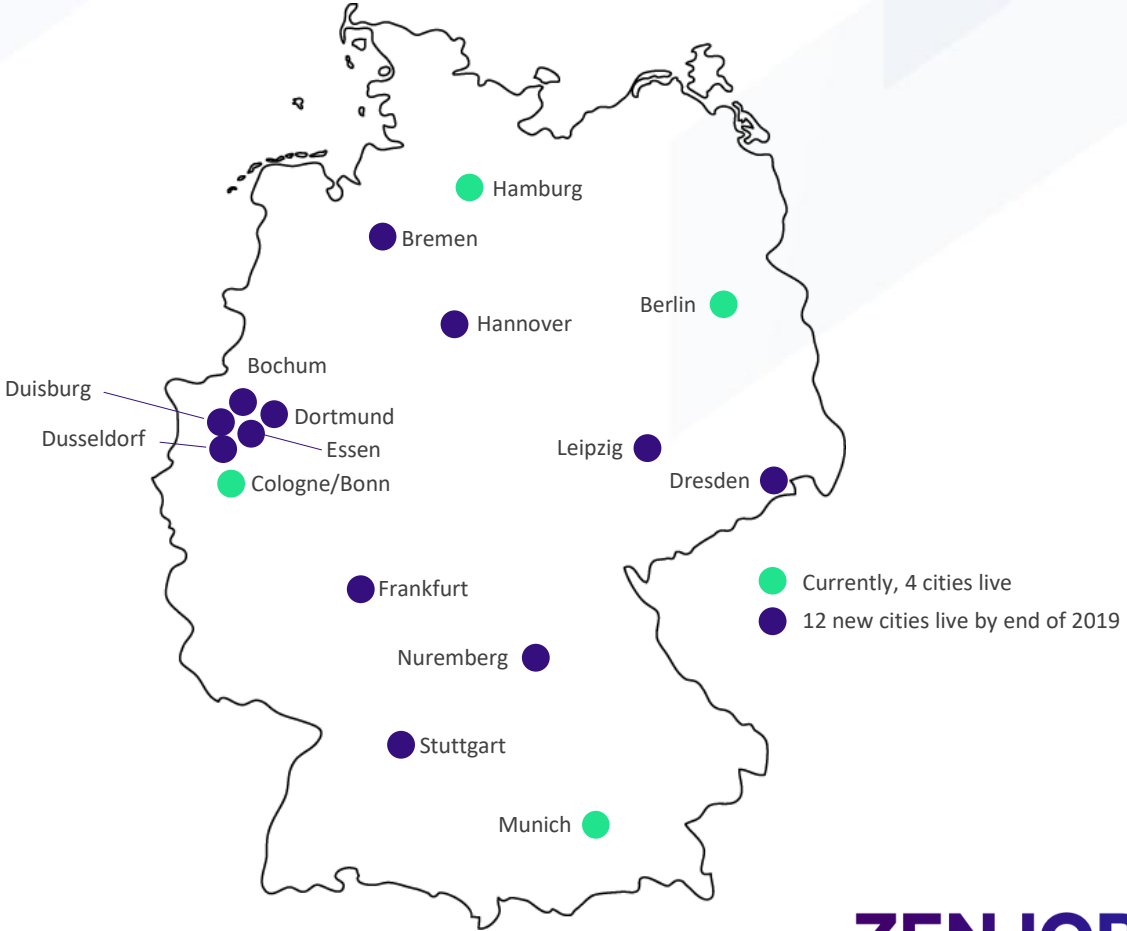 Hamburg
Bremen
Berlin
Hannover
Bochum
Duisburg
Dortmund
Dusseldorf
Essen
Leipzig
Cologne/Bonn
Dresden
Currently, 4 cities live
Frankfurt
12 new cities live by end of 2019
Nuremberg
Stuttgart
Munich